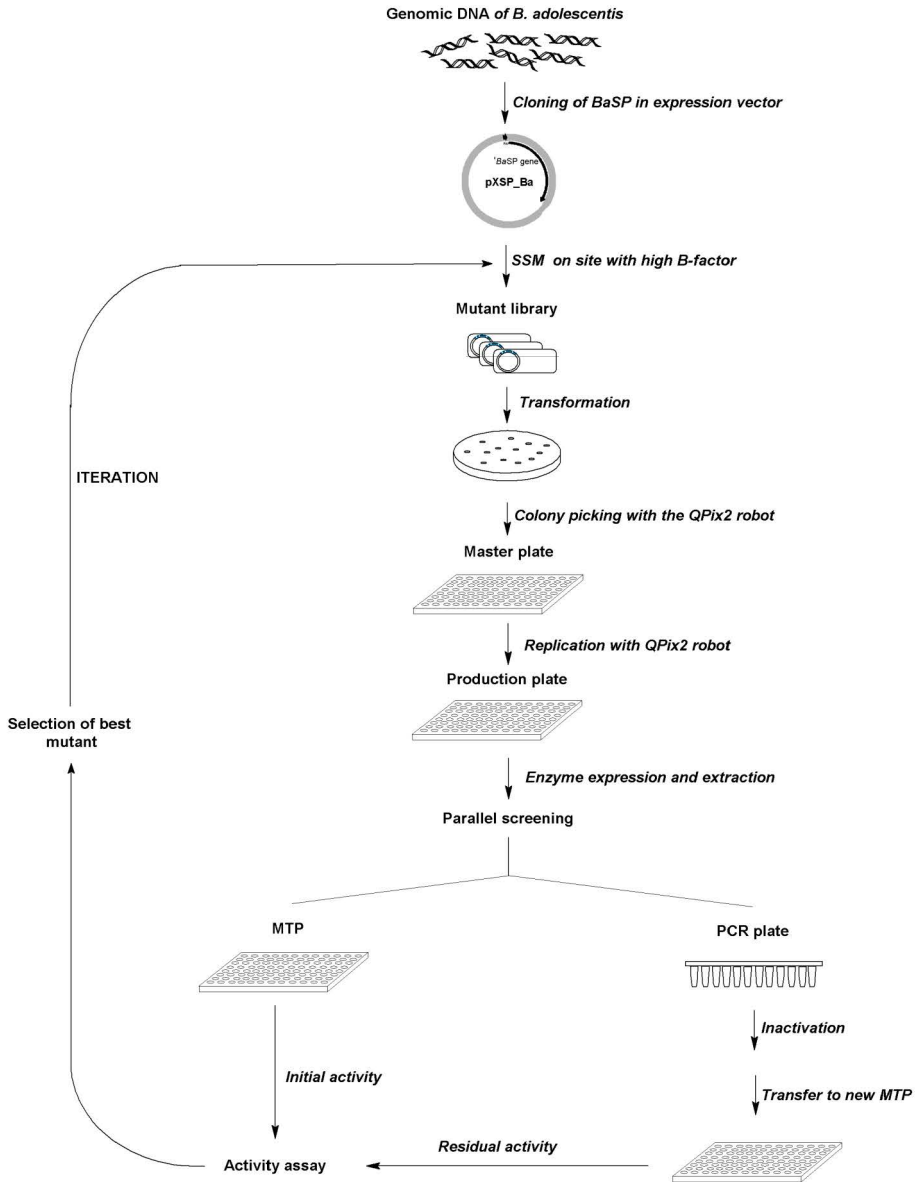 Genomic DNA of B. adolescentis
Cloning of BaSP in expression vector
'BaSP gene
pXSP_Ba
SSM on site with high B-factor
Mutant library
Transformation
ITERATION
Colony picking with the QPix2 robot
Master plate
Replication with QPix2 robot
Production plate
Selection of best
mutant
Enzyme expression and extraction
Parallel screening
MTP
PCR plate
Inactivation
Initial activity
Transfer to new MTP
Residual activity
Activity assay